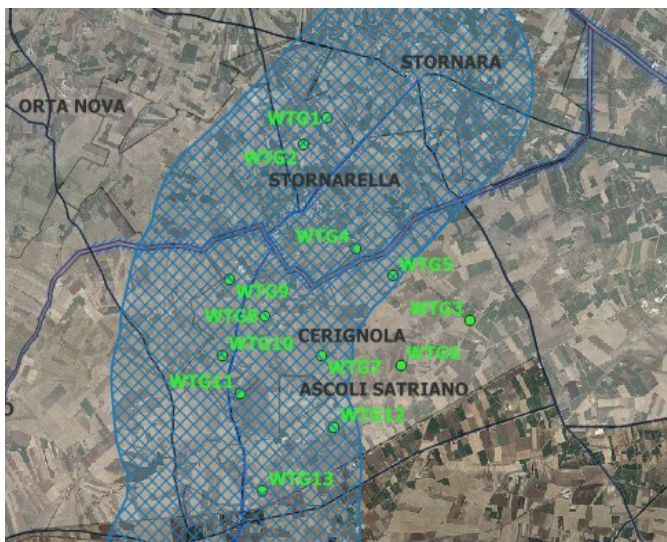 STORNARA
ORTA NOVA
WTG1
WTG2
STORNARELLA
WTG4
WTG5
WTG9
WTG8
WTG3
CERIGNOLA
WTG10
WTG7
WTG6
WTG11
ASCOLI SATRIANO
O
WTG12
WTG13